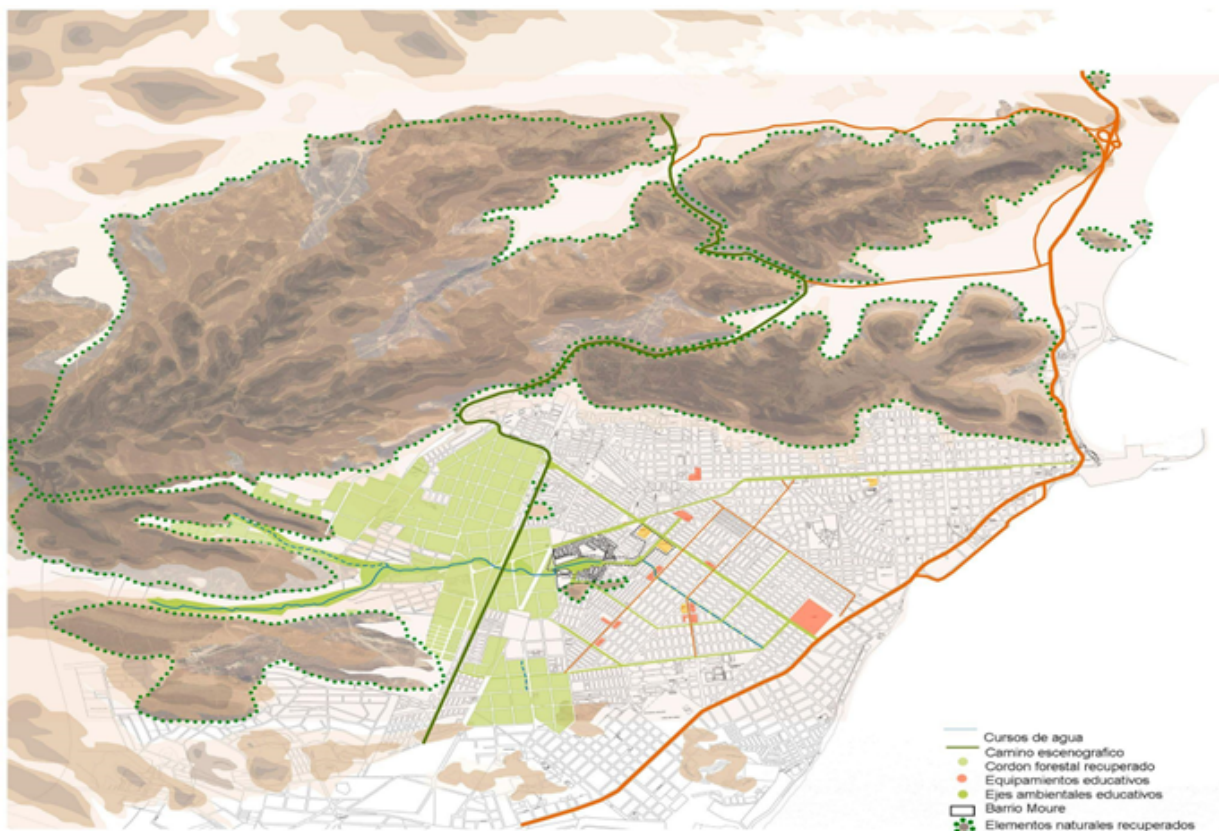 Cursos de agua
Camino escenografico
Cordon forestal recuperado
Equipamientos educativos
Ejes ambientales educativos
Barrio Moure
Elementos naturales recuperados